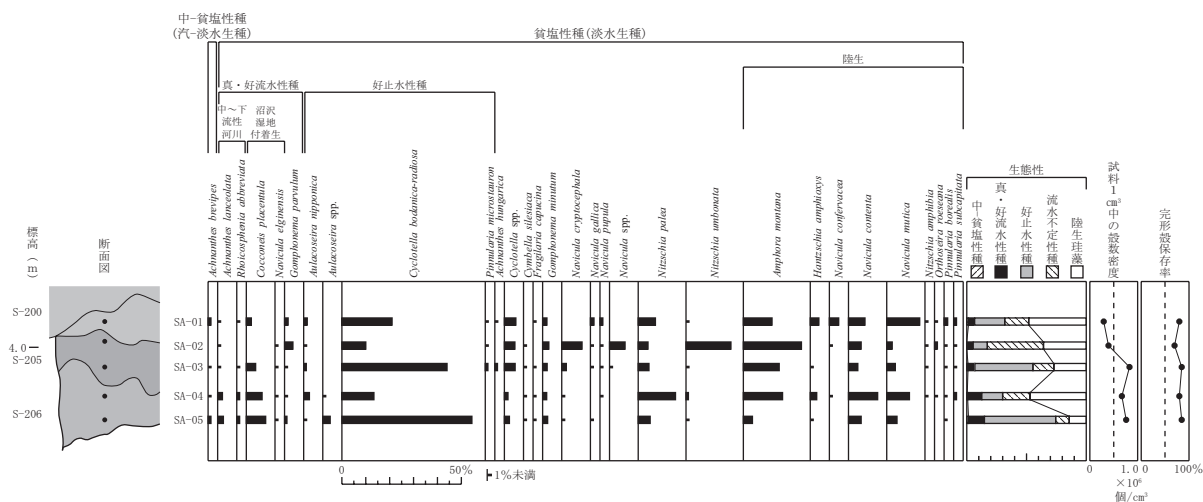 中-貧塩性種
(汽-淡水生種)
貧塩性種(淡水生種)
陸生
真・好流水性種
好止水性種
中～下
流性
河川
沼沢
湿地
付着生
生態性
標高(m)
断面図
Achnanthes brevipes
Achnanthes lanceolata
Rhoicosphenia abbreviata
Cocconeis placentula
Navicula elginensis
Gomphonema parvulum
Aulacoseira nipponica
Aulacoseira spp.
Cyclotella bodanica-radiosa
Pinnularia microstauron
Achnanthes hungarica
Cyclotella spp.
Cymbella silesiaca
Fragilaria capucina
Gomphonema minutum
Navicula cryptocephala
Navicula gallica
Navicula pupula
Navicula spp.
Nitzschia palea
Nitzschia umbonata
Amphora montana
Hantzschia amphioxys
Navicula confervacea
Navicula contenta
Navicula mutica
Nitzschia amphibia
Orthoseira roeseana
Pinnularia borealis
Pinnularia subcapitata
中-貧塩性種
真・好流水性種
好止水性種
流水不定性種
陸生珪藻
試料1cm³中の殻数密度
完形殻保存率
S-200
4.0
S-205
S-206
SA-01
SA-02
SA-03
SA-04
SA-05
0
50%
1%未満
0
1.0
×10⁶
個/cm³
0
100%